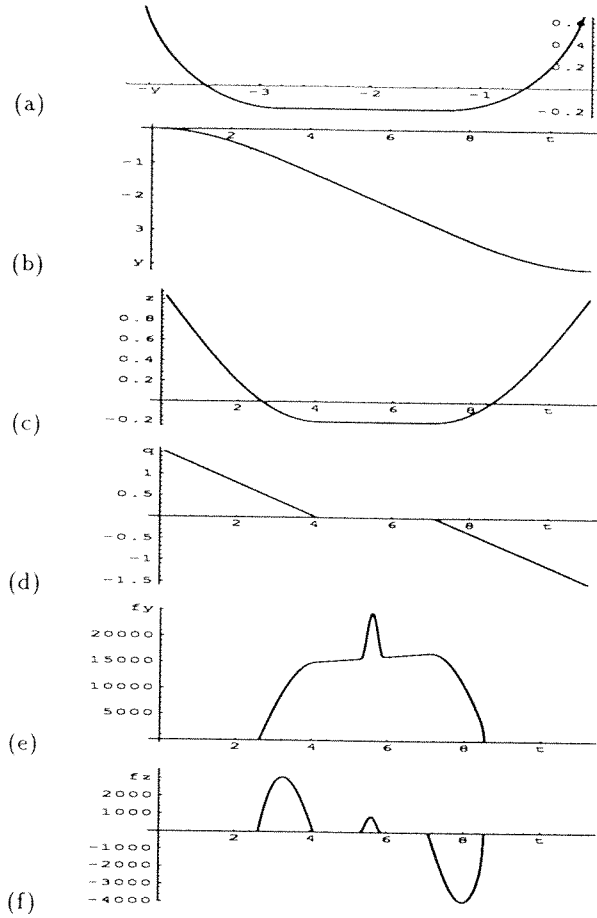 0.6
0.4
0.2
-y -3 -2 -1
(a) -0.2
2 4 6 8 t
-1
-2
3
y
(b)
z
0.8
0.6
0.4
0.2
2 4 6 8 t
-0.2
(c)
q
1
0.5
2 4 6 8 t
-0.5
-1
-1.5
(d)
fy
20000
15000
10000
5000
2 4 6 8 t
(e)
fz
2000
1000
2 4 6 8 t
-1000
-2000
-3000
-4000
(f)